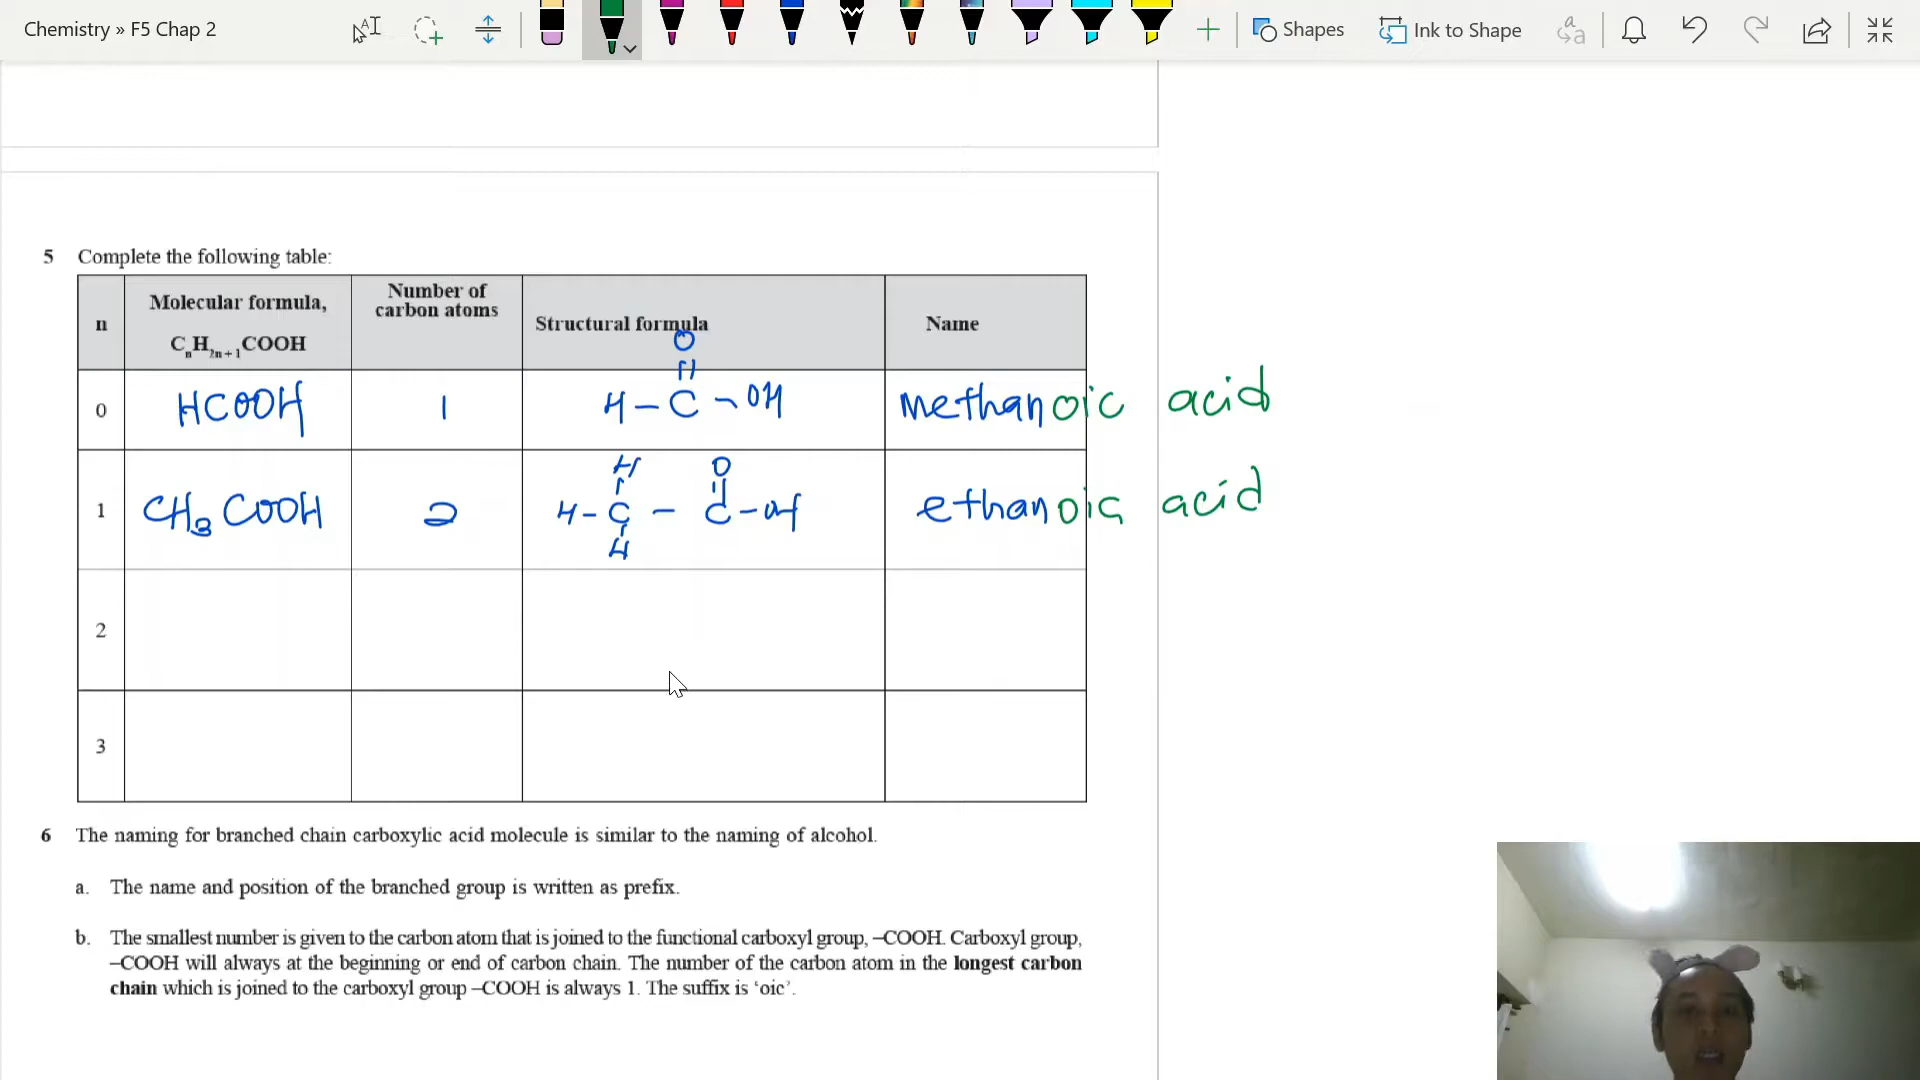 Chemistry » F5 Chap 2
Shapes
Ink to Shape
5 Complete the following table:
n
Molecular formula,
CnH2n + 1COOH
Number of
carbon atoms
Structural formula
Name
0
HCOOH
1
O
H – C – OH
methanoic acid
1
CH3 COOH
2
H O
H – C – C – OH
H
ethanoic acid
2
3
6 The naming for branched chain carboxylic acid molecule is similar to the naming of alcohol.
a. The name and position of the branched group is written as prefix.
b. The smallest number is given to the carbon atom that is joined to the functional carboxyl group, –COOH. Carboxyl group,
–COOH will always at the beginning or end of carbon chain. The number of the carbon atom in the longest carbon
chain which is joined to the carboxyl group –COOH is always 1. The suffix is ‘oic’.